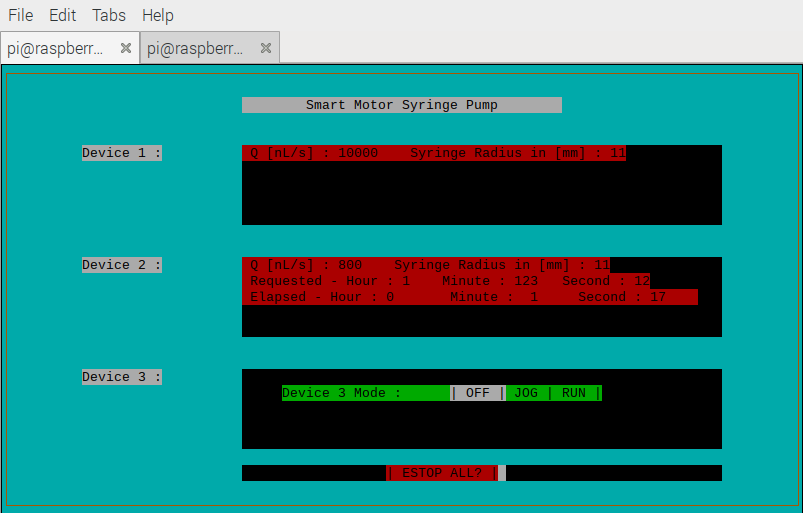 File Edit Tabs Help
pi@raspberr... pi@raspberr...
Smart Motor Syringe Pump
Device 1 : Q [nL/s] : 10000 Syringe Radius in [mm] : 11
Device 2 : Q [nL/s] : 800 Syringe Radius in [mm] : 11
Requested - Hour : 1 Minute : 123 Second : 12
Elapsed - Hour : 0 Minute : 1 Second : 17
Device 3 :
Device 3 Mode : | OFF | JOG | RUN |
| ESTOP ALL? |